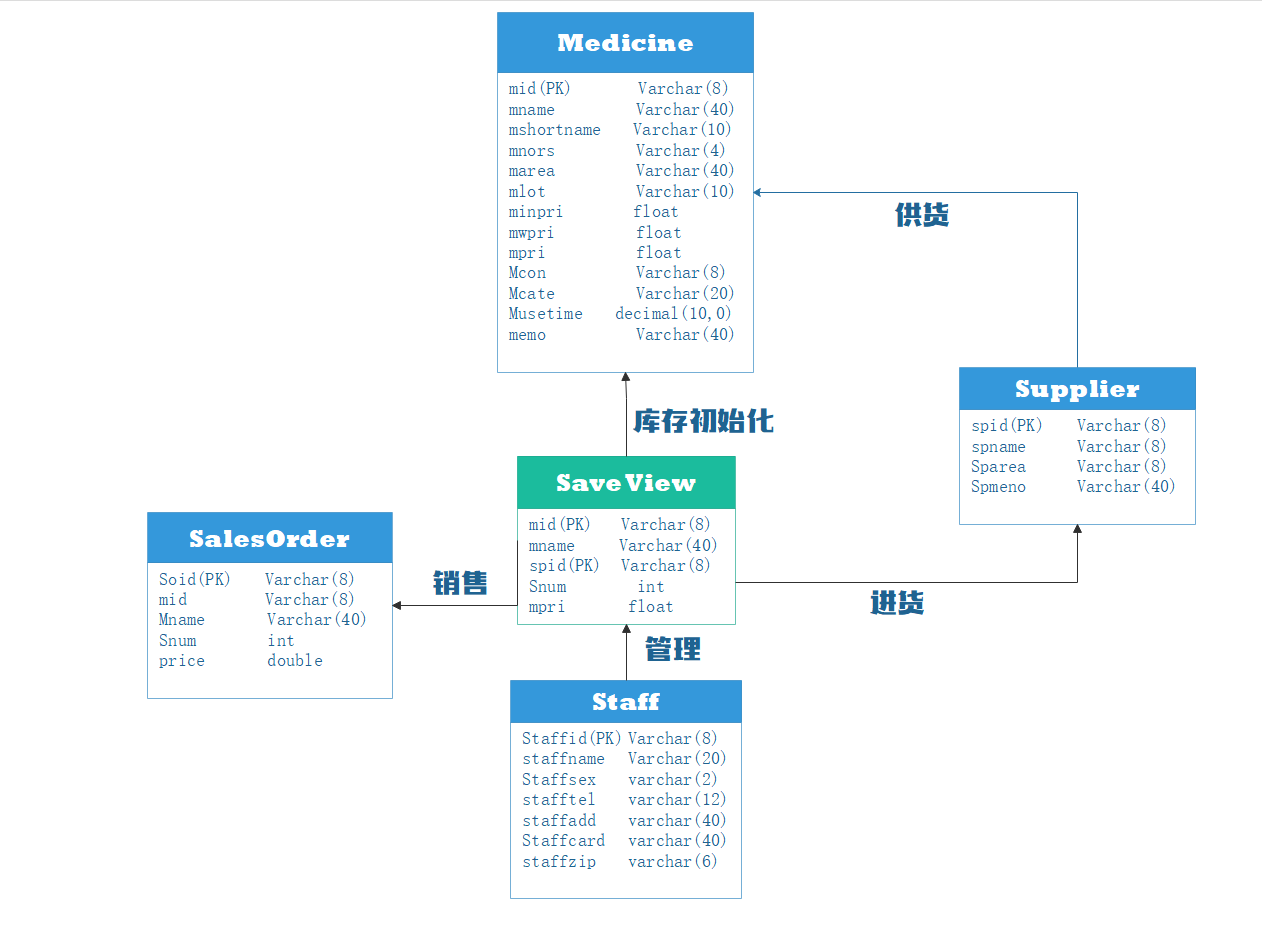 Medicine
mid(PK) Varchar(8)
mname Varchar(40)
mshortname Varchar(10)
mnors Varchar(4)
marea Varchar(40)
mlot Varchar(10)
minpri float
mwpri float
mpri float
Mcon Varchar(8)
Mcate Varchar(20)
Musetime decimal(10,0)
memo Varchar(40)
供货
Supplier
spid(PK) Varchar(8)
spname Varchar(8)
Sparea Varchar(8)
Spmeno Varchar(40)
库存初始化
SaveView
mid(PK) Varchar(8)
mname Varchar(40)
spid(PK) Varchar(8)
Snum int
mpri float
SalesOrder
Soid(PK) Varchar(8)
mid Varchar(8)
Mname Varchar(40)
Snum int
price double
销售
进货
管理
Staff
Staffid(PK) Varchar(8)
staffname Varchar(20)
Staffsex varchar(2)
stafftel varchar(12)
staffadd varchar(40)
Staffcard varchar(40)
staffzip varchar(6)